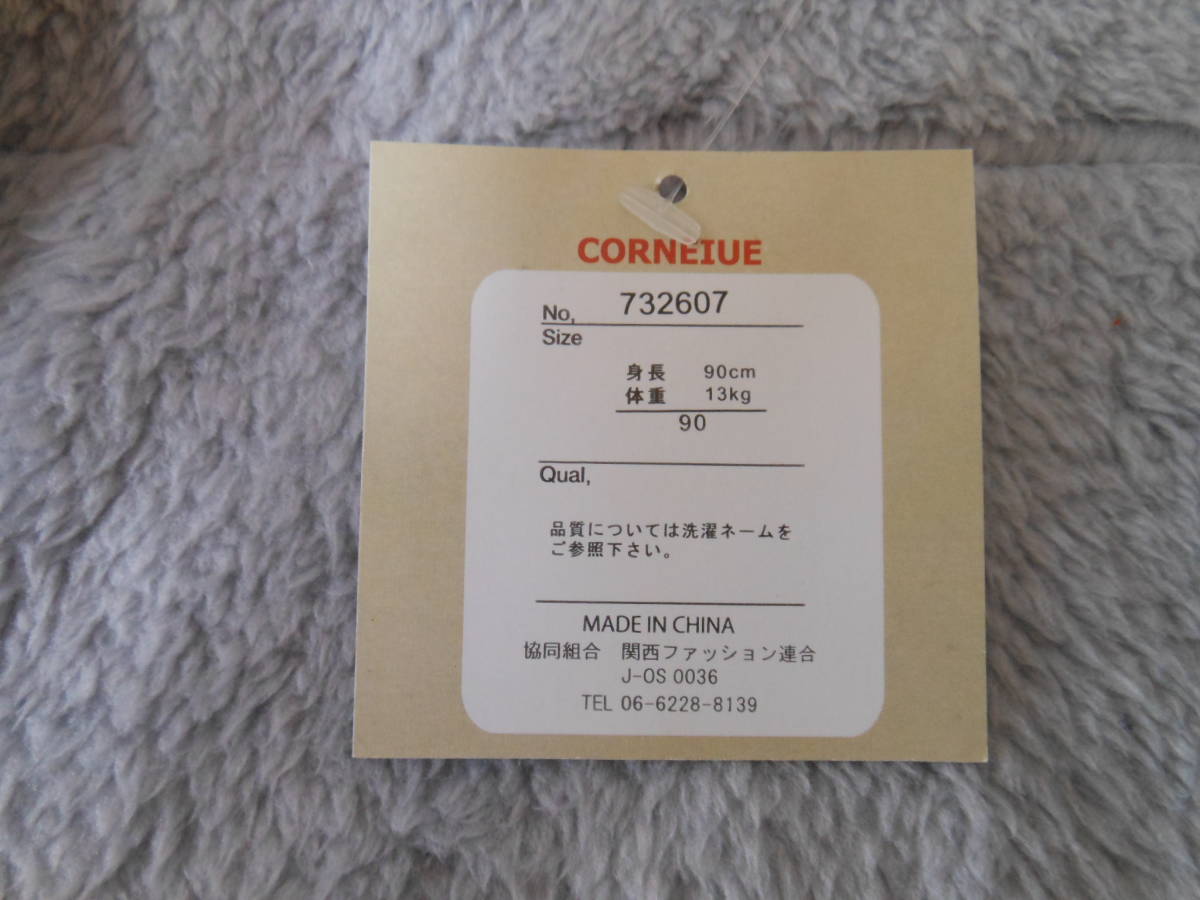 CORNEIUE
No, 732607
Size
身長 90cm
体重 13kg
90
Qual,
品質については洗濯ネームを
ご参照下さい。
MADE IN CHINA
協同組合 関西ファッション連合
J-OS 0036
TEL 06-6228-8139